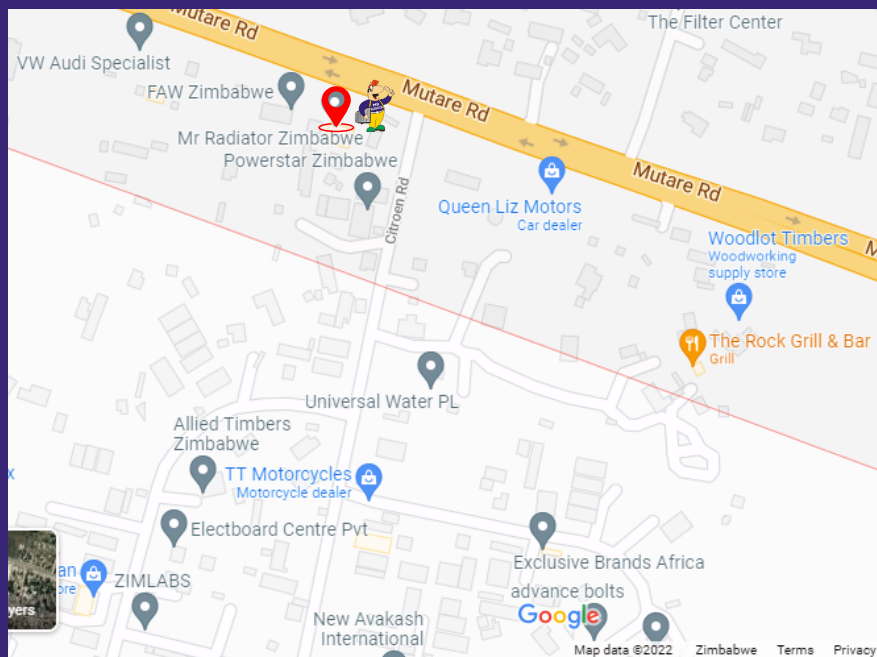 Mutare Rd
The Filter Center
VW Audi Specialist
FAW Zimbabwe
Mutare Rd
Mr Radiator Zimbabwe
Powerstar Zimbabwe
Mutare Rd
Citroen Rd
Queen Liz Motors
Car dealer
Woodlot Timbers
Woodworking
supply store
The Rock Grill & Bar
Grill
Universal Water PL
Allied Timbers
Zimbabwe
TT Motorcycles
Motorcycle dealer
x
Electboard Centre Pvt
Exclusive Brands Africa
an
ore
ZIMLABS
advance bolts
yers
Google
New Avakash
International
Map data ©2022 Zimbabwe Terms Privacy